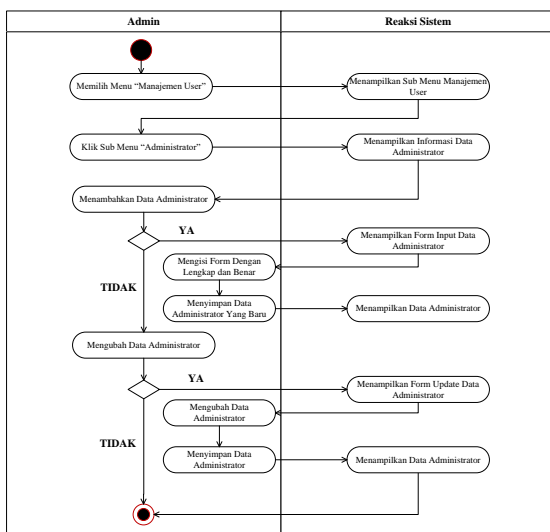 Admin
Reaksi Sistem
Memilih Menu “Manajemen User”
Menampilkan Sub Menu Manajemen
User
Klik Sub Menu “Administrator”
Menampilkan Informasi Data
Administrator
Menambahkan Data Administrator
YA
Menampilkan Form Input Data
Administrator
Mengisi Form Dengan
Lengkap dan Benar
TIDAK
Menyimpan Data
Administrator Yang Baru
Menampilkan Data Administrator
Mengubah Data Administrator
YA
Menampilkan Form Update Data
Administrator
Mengubah Data
Administrator
TIDAK
Menyimpan Data
Administrator
Menampilkan Data Administrator